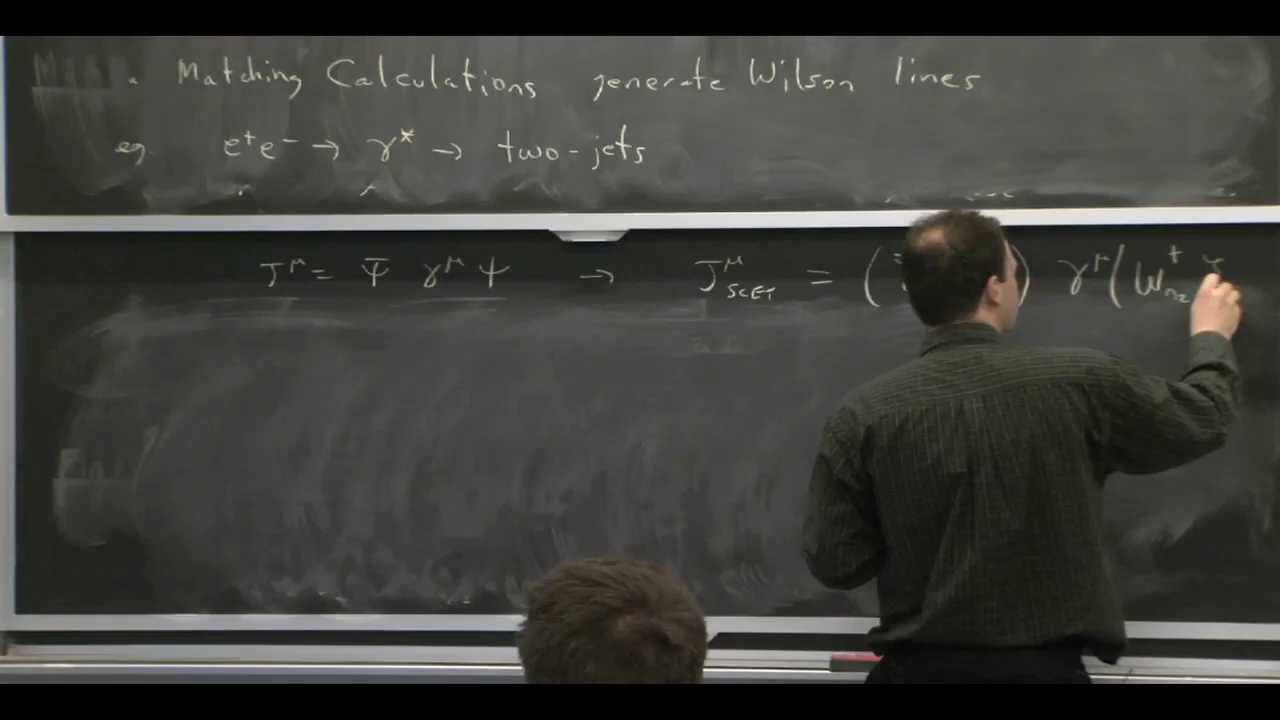 . Matching Calculations generate Wilson lines
eg. e⁺e⁻ → γ* → two-jets
J^μ = Ψ̄ γ^μ Ψ → J^μ_SCET = ( ) γ^μ ( W†_n₂